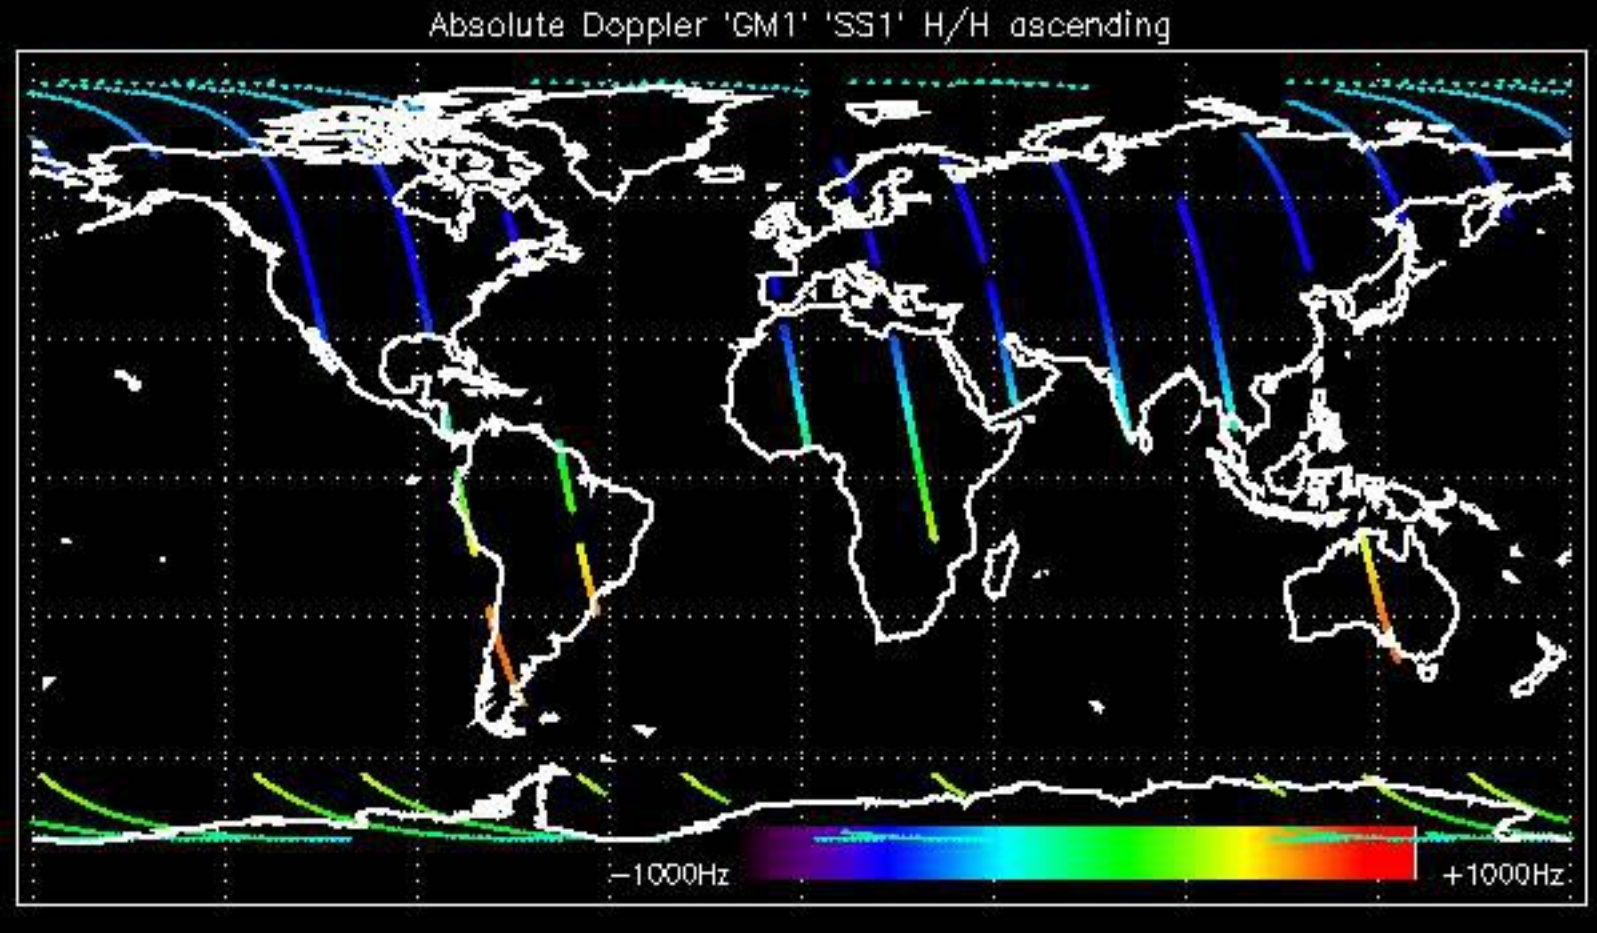 Absolute Doppler 'GM1' 'SS1' H/H ascending
−1000Hz
+1000Hz